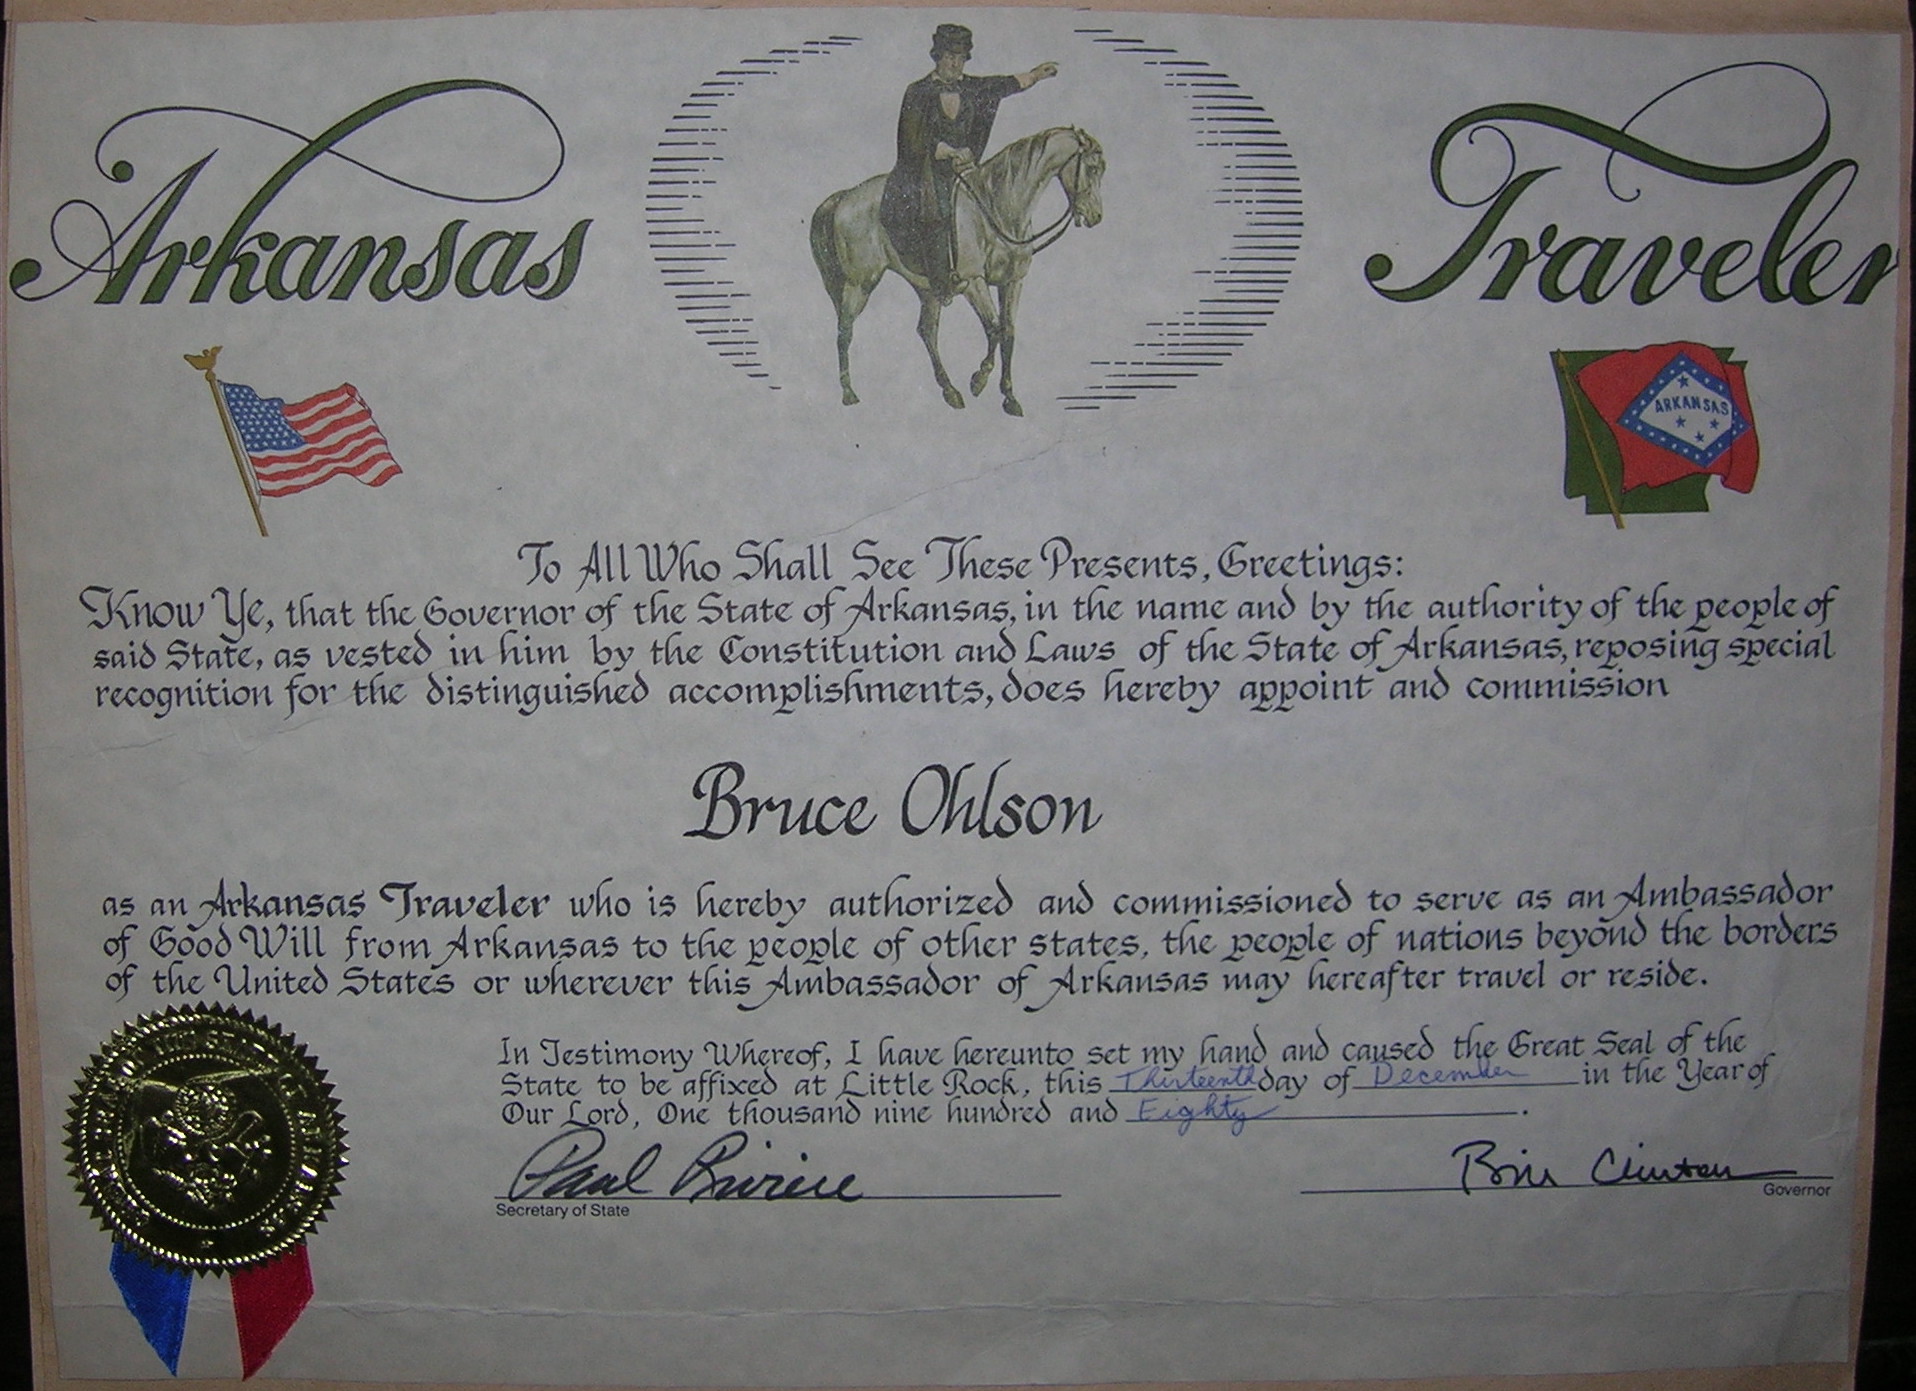 Arkansas Traveler
ARKANSAS
To All Who Shall See These Presents, Greetings:
Know Ye, that the Governor of the State of Arkansas, in the name and by the authority of the people of
said State, as vested in him by the Constitution and Laws of the State of Arkansas, reposing special
recognition for the distinguished accomplishments, does hereby appoint and commission
Bruce Ohlson
as an Arkansas Traveler who is hereby authorized and commissioned to serve as an Ambassador
of Good Will from Arkansas to the people of other states, the people of nations beyond the borders
of the United States or wherever this Ambassador of Arkansas may hereafter travel or reside.
In Testimony Whereof, I have hereunto set my hand and caused the Great Seal of the
State to be affixed at Little Rock, this Thirteenth day of December in the Year of
Our Lord, One thousand nine hundred and Eighty.
Paul Riviere
Secretary of State
Bill Clinton
Governor